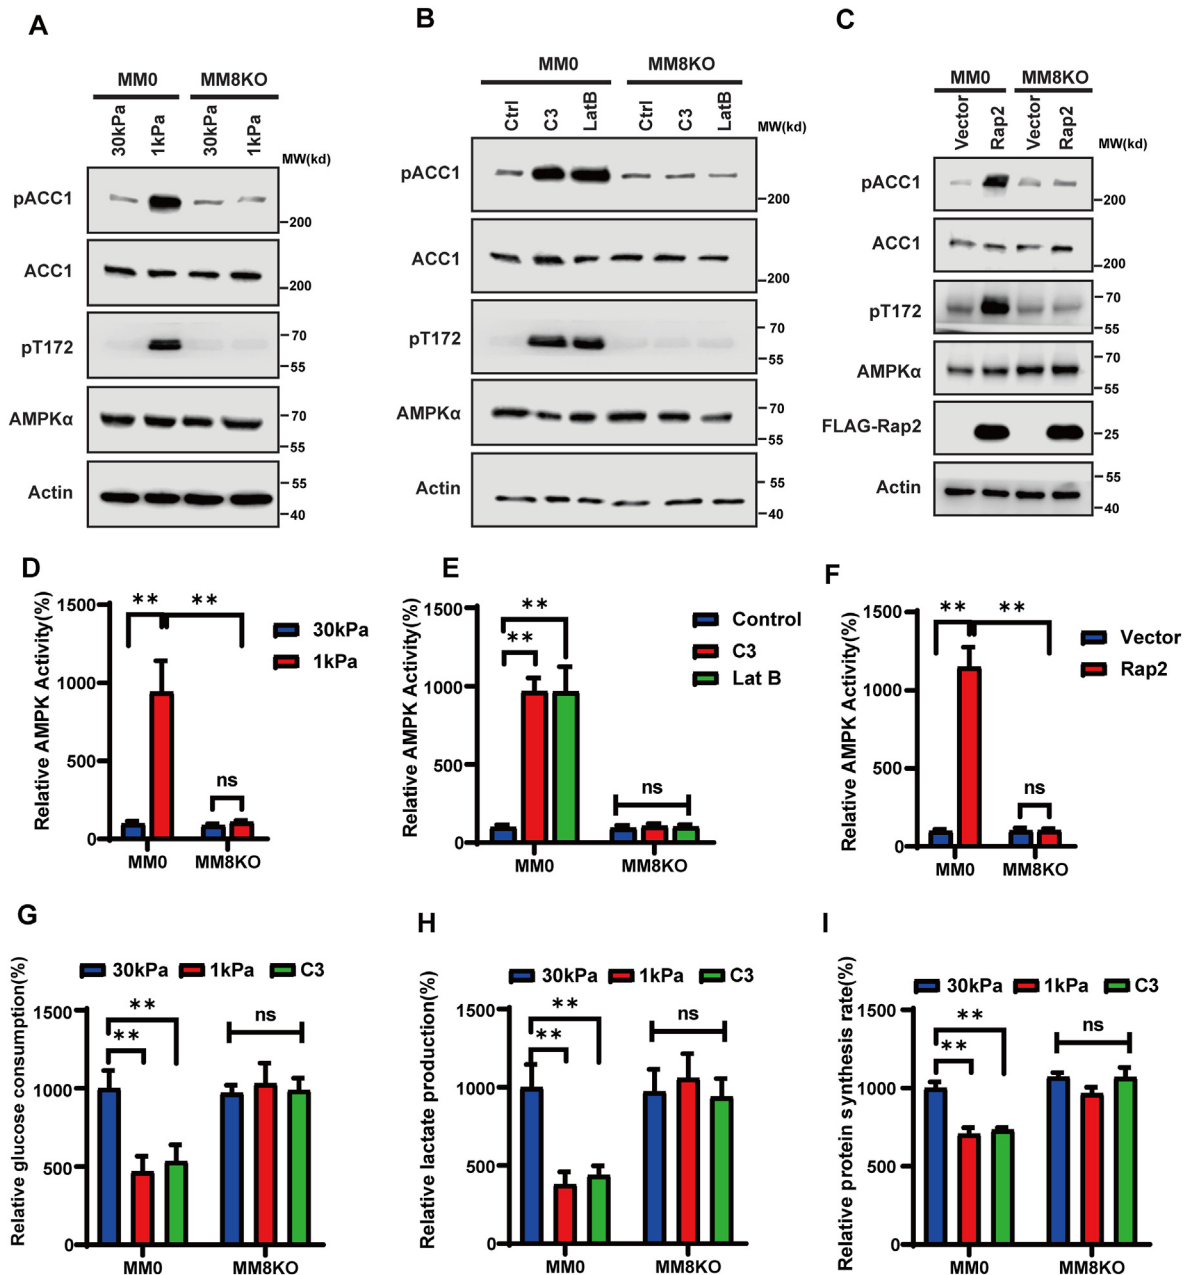 A
MM0 MM8KO
30kPa 1kPa 30kPa 1kPa
MW(kd)
pACC1
200
ACC1
200
pT172
70
55
AMPKα
70
55
Actin
55
40
B
MM0 MM8KO
Ctrl C3 LatB Ctrl C3 LatB
MW(kd)
pACC1
200
ACC1
200
pT172
70
55
AMPKα
70
55
Actin
55
40
C
MM0 MM8KO
Vector Rap2 Vector Rap2
MW(kd)
pACC1
200
ACC1
200
pT172
70
55
AMPKα
70
55
FLAG-Rap2
25
Actin
55
40
D
Relative AMPK Activity(%)
1500
1000
500
0
** **
ns
30kPa
1kPa
MM0 MM8KO
E
Relative AMPK Activity(%)
1500
1000
500
0
**
**
ns
Control
C3
Lat B
MM0 MM8KO
F
Relative AMPK Activity(%)
1500
1000
500
0
** **
ns
Vector
Rap2
MM0 MM8KO
G
30kPa 1kPa C3
Relative glucose consumption(%)
1500
1000
500
0
**
**
ns
MM0 MM8KO
H
30kPa 1kPa C3
Relative lactate production(%)
1500
1000
500
0
**
**
ns
MM0 MM8KO
I
30kPa 1kPa C3
Relative protein synthesis rate(%)
1500
1000
500
0
**
**
ns
MM0 MM8KO